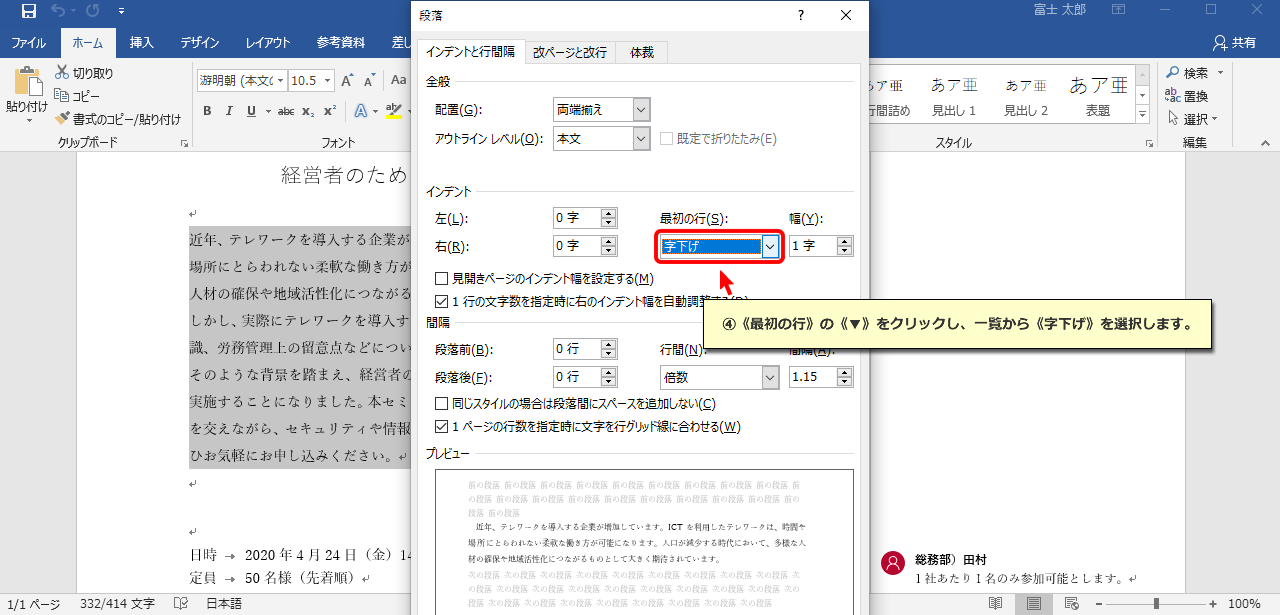 段落
?
富士 太郎
ファイル
ホーム
挿入
デザイン
レイアウト
参考資料
差し
共有
貼り付け
切り取り
コピー
書式のコピー/貼り付け
クリップボード
游明朝 (本文の
10.5
Aa
B I U abc x₂ x²
フォント
インデントと行間隔
改ページと改行
体裁
全般
配置(G):
両端揃え
アウトライン レベル(O):
本文
既定で折りたたみ(E)
インデント
左(L):
0 字
最初の行(S):
幅(Y):
右(R):
0 字
字下げ
1 字
見開きページのインデント幅を設定する(M)
1 行の文字数を指定時に右のインデント幅を自動調整する(D)
④《最初の行》の《▼》をクリックし、一覧から《字下げ》を選択します。
間隔
段落前(B):
0 行
行間(N):
間隔(A):
段落後(F):
0 行
倍数
1.15
同じスタイルの場合は段落間にスペースを追加しない(C)
1 ページの行数を指定時に文字を行グリッド線に合わせる(W)
プレビュー
前の段落 前の段落 前の段落 前の段落 前の段落 前の段落 前の段落 前の段落 前の段落 前の
段落 前の段落 前の段落 前の段落 前の段落 前の段落 前の段落 前の段落 前の段落 前の
段落 前の段落
近年、テレワークを導入する企業が増加しています。ICT を利用したテレワークは、時間や
場所にとらわれない柔軟な働き方が可能になります。人口が減少する時代において、多様な人
材の確保や地域活性化につながるものとして大きく期待されています。
次の段落 次の段落 次の段落 次の段落 次の段落 次の段落 次の段落 次の段落 次の段落 次の
段落 次の段落 次の段落 次の段落 次の段落 次の段落 次の段落 次の段落 次の段落 次の
段落 次の段落 次の段落 次の段落 次の段落 次の段落 次の段落 次の段落 次の段落
あア亜
あア亜
あア亜
あア亜
行間詰め
見出し 1
見出し 2
表題
スタイル
検索
置換
選択
編集
経営者のため
近年、テレワークを導入する企業が
場所にとらわれない柔軟な働き方が
人材の確保や地域活性化につながる
しかし、実際にテレワークを導入す
識、労務管理上の留意点などについ
そのような背景を踏まえ、経営者の
実施することになりました。本セミ
を交えながら、セキュリティや情報
ひお気軽にお申し込みください。
日時 → 2020 年 4 月 24 日（金）14
定員 → 50 名様（先着順）
総務部）田村
1 社あたり 1 名のみ参加可能とします。
1/1 ページ
332/414 文字
日本語
100%